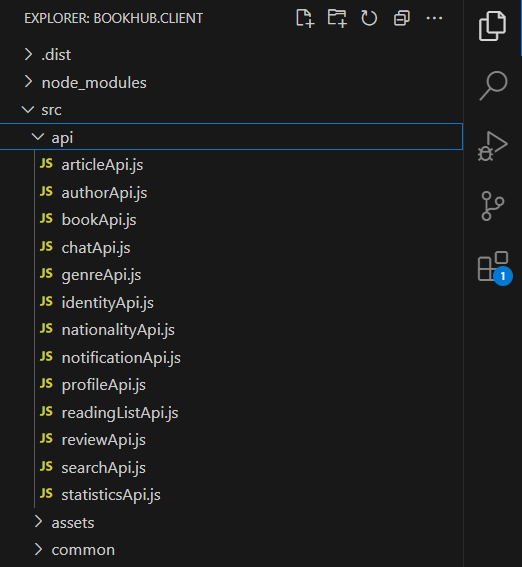 EXPLORER: BOOKHUB.CLIENT
.dist
node_modules
src
api
JS articleApi.js
JS authorApi.js
JS bookApi.js
JS chatApi.js
JS genreApi.js
JS identityApi.js
JS nationalityApi.js
JS notificationApi.js
JS profileApi.js
JS readingListApi.js
JS reviewApi.js
JS searchApi.js
JS statisticsApi.js
assets
common
1